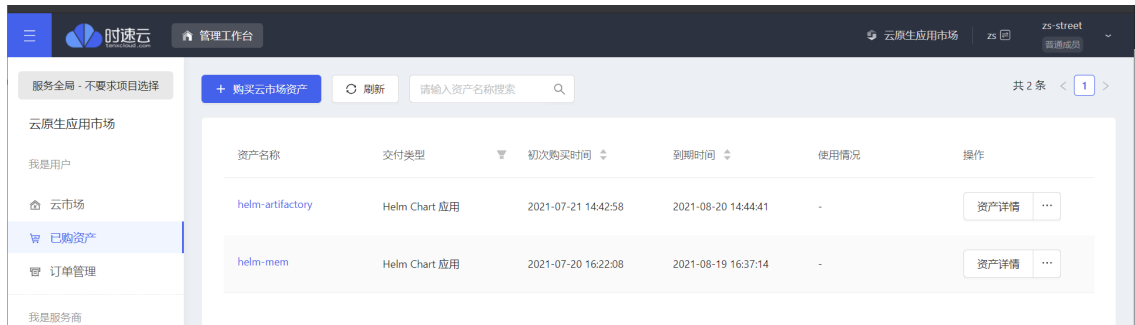 时速云
tenxcloud.com
管理工作台
云原生应用市场
zs
zs-street
普通成员
服务全局 - 不要求项目选择
云原生应用市场
我是用户
云市场
已购资产
订单管理
我是服务商
+ 购买云市场资产
刷新
请输入资产名称搜索
共 2 条 < 1 >
资产名称 交付类型 初次购买时间 到期时间 使用情况 操作
helm-artifactory Helm Chart 应用 2021-07-21 14:42:58 2021-08-20 14:44:41 - 资产详情 ···
helm-mem Helm Chart 应用 2021-07-20 16:22:08 2021-08-19 16:37:14 - 资产详情 ···